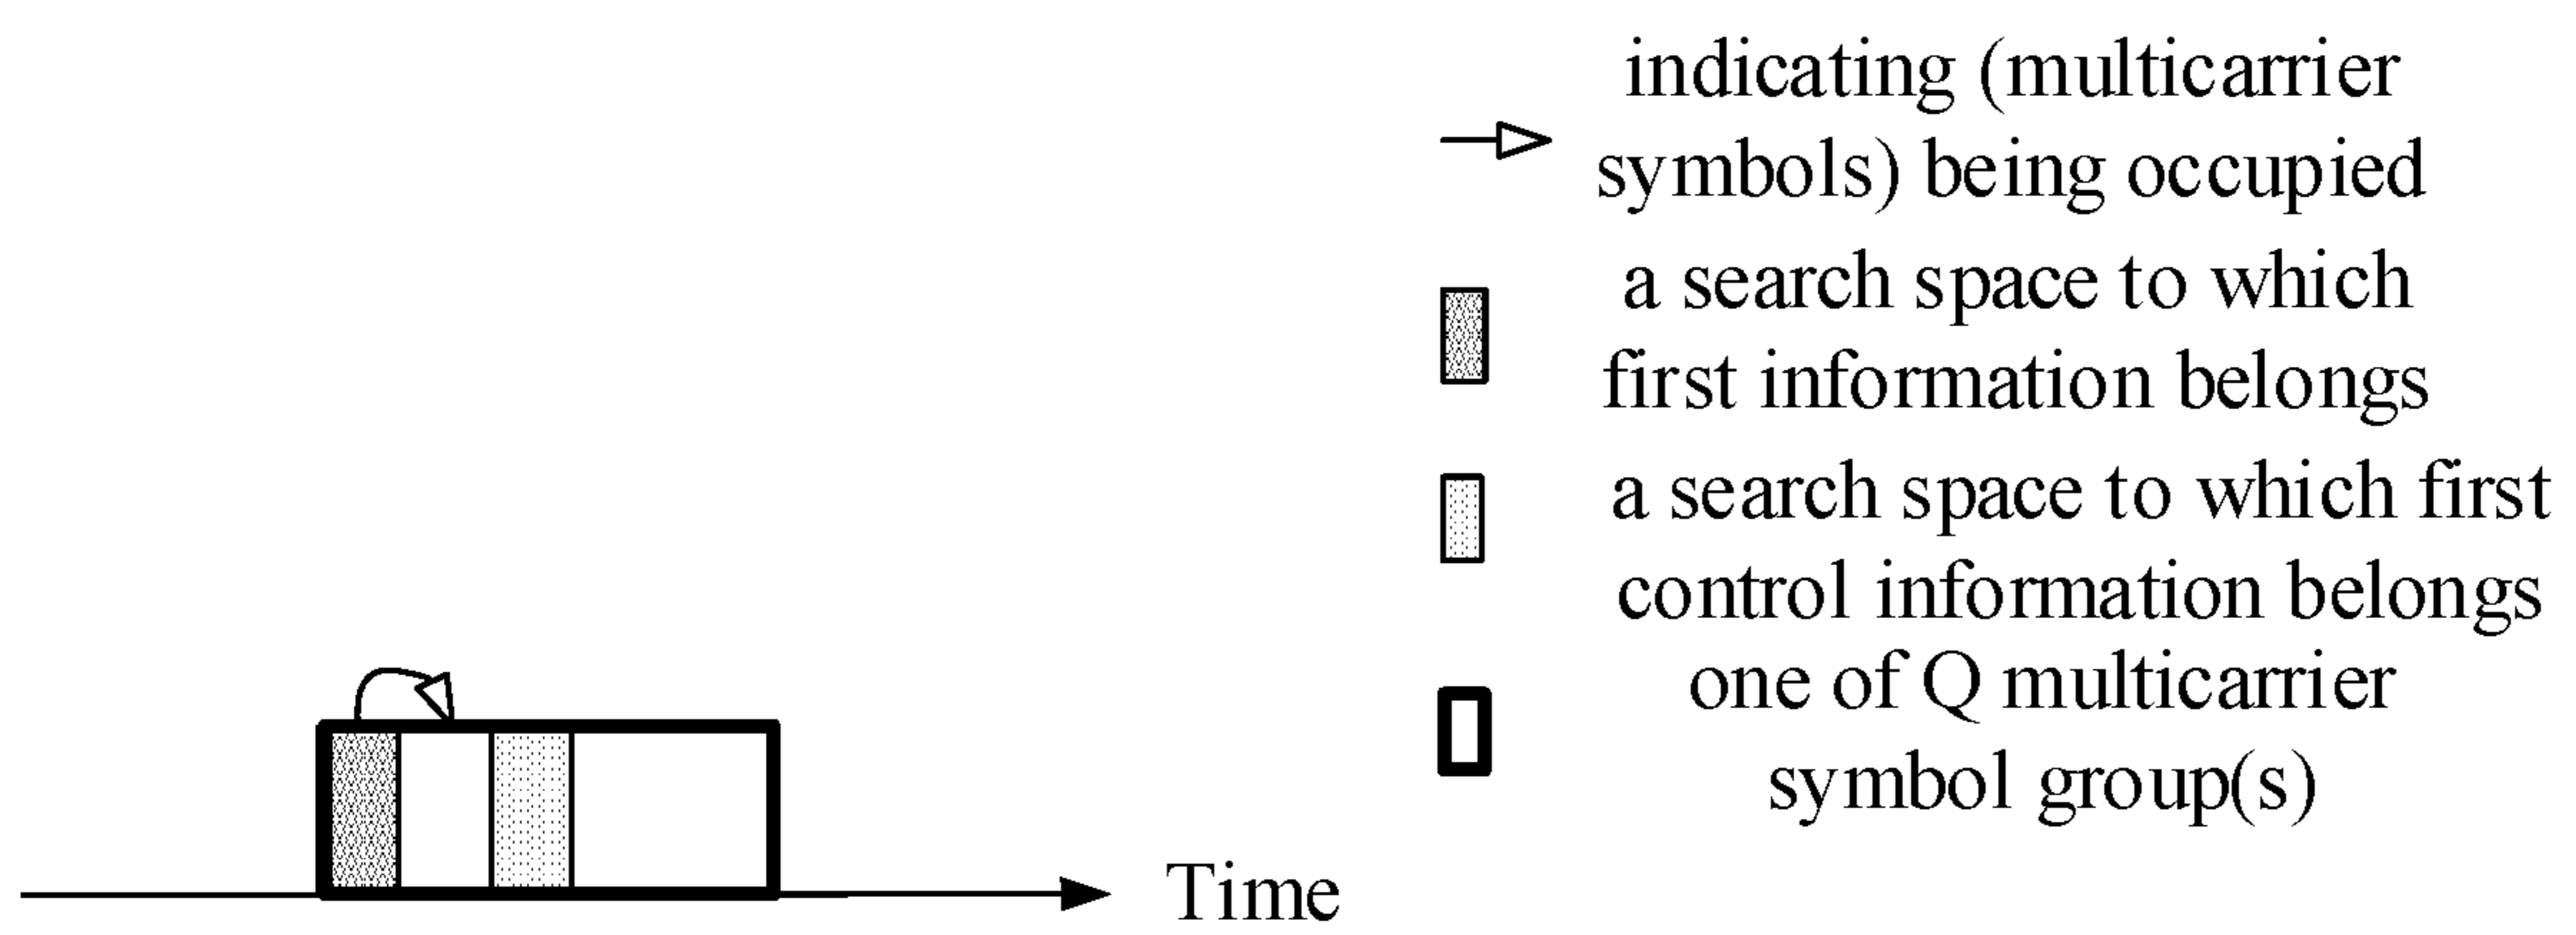 indicating (multicarrier
symbols) being occupied
a search space to which
first information belongs
a search space to which first
control information belongs
one of Q multicarrier
symbol group(s)
Time